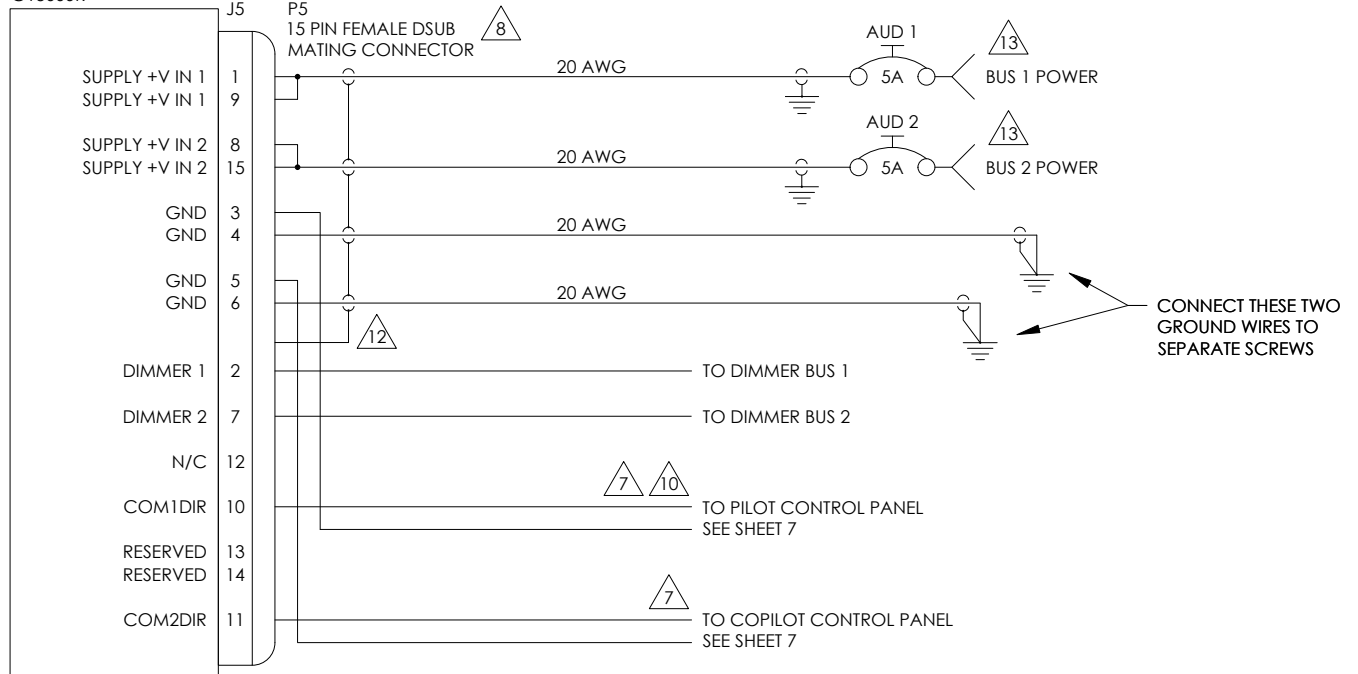 J5
P5
15 PIN FEMALE DSUB
MATING CONNECTOR
8
SUPPLY +V IN 1 1
20 AWG
AUD 1
5A
13
BUS 1 POWER
SUPPLY +V IN 1 9
SUPPLY +V IN 2 8
SUPPLY +V IN 2 15
20 AWG
AUD 2
5A
13
BUS 2 POWER
GND 3
GND 4
20 AWG
GND 5
GND 6
20 AWG
12
CONNECT THESE TWO
GROUND WIRES TO
SEPARATE SCREWS
DIMMER 1 2
TO DIMMER BUS 1
DIMMER 2 7
TO DIMMER BUS 2
N/C 12
7 10
COM1DIR 10
TO PILOT CONTROL PANEL
SEE SHEET 7
RESERVED 13
RESERVED 14
7
COM2DIR 11
TO COPILOT CONTROL PANEL
SEE SHEET 7